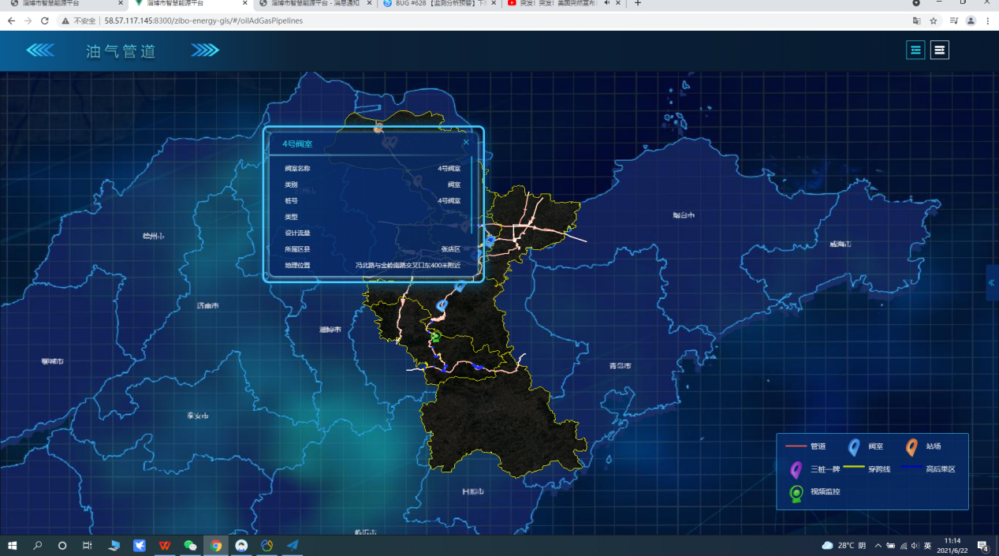 淄博市智慧能源平台
淄博市智慧能源平台
淄博市智慧能源平台 - 消息通知
BUG #628 【监测分析预警】下
突发！突发！美国突然宣布
不安全 | 58.57.117.145:8300/zibo-energy-gis/#/oilAdGasPipelines
油气管道
4号阀室
阀室名称 4号阀室
类别 阀室
桩号 4号阀室
类型
设计流量
所属区县 张店区
地理位置 冯北路与金岭南路交叉口东400米附近
德州市
烟台市
威海市
济南市
淄博市
聊城市
青岛市
泰安市
日照市
临沂市
管道 阀室 站场
三桩一牌 穿跨线 高后果区
视频监控
28°C 阴
英
11:14
2021/6/22
4